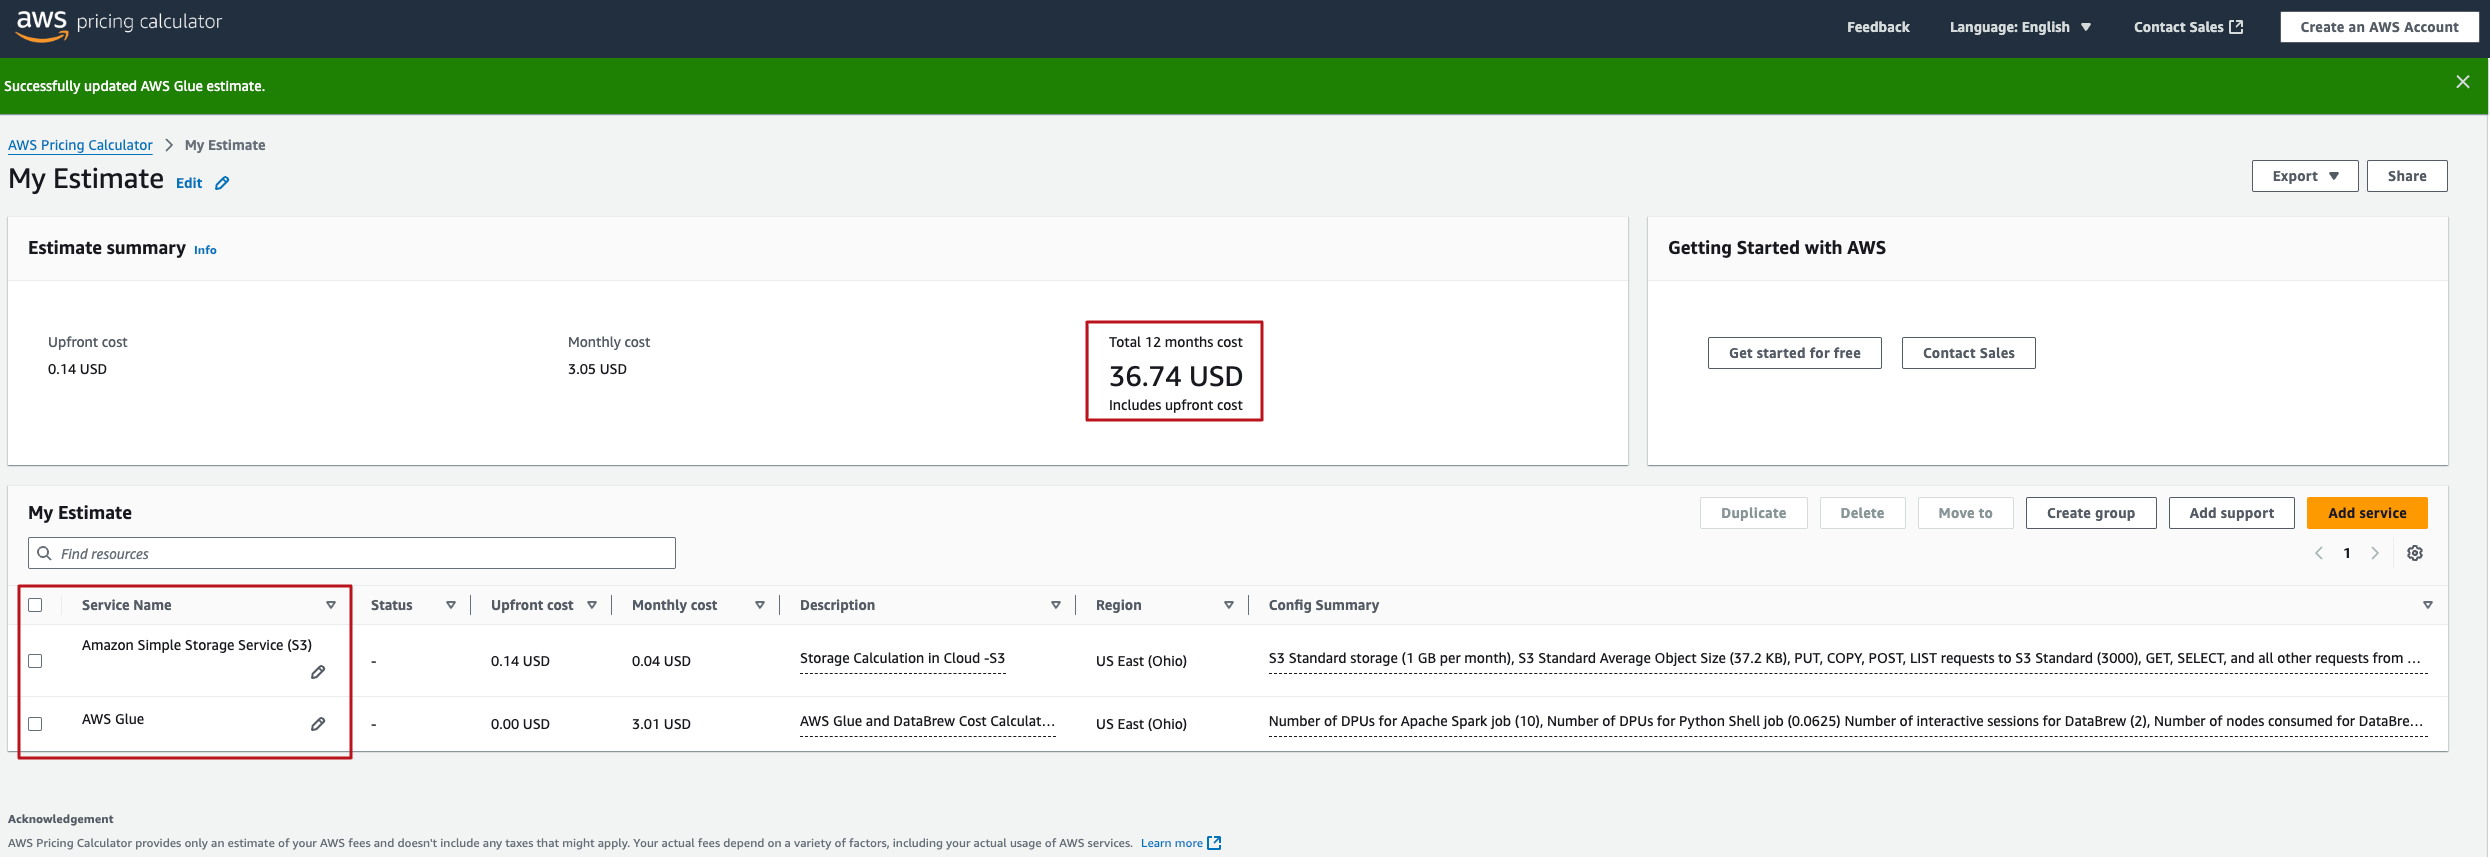 aws pricing calculator
Feedback Language: English Contact Sales Create an AWS Account
Successfully updated AWS Glue estimate.
AWS Pricing Calculator My Estimate
My Estimate Edit
Export Share
Estimate summary Info
Upfront cost
0.14 USD
Monthly cost
3.05 USD
Total 12 months cost
36.74 USD
Includes upfront cost
Getting Started with AWS
Get started for free Contact Sales
My Estimate
Duplicate Delete Move to Create group Add support Add service
Find resources
1
Service Name Status Upfront cost Monthly cost Description Region Config Summary
Amazon Simple Storage Service (S3) - 0.14 USD 0.04 USD Storage Calculation in Cloud -S3 US East (Ohio) S3 Standard storage (1 GB per month), S3 Standard Average Object Size (37.2 KB), PUT, COPY, POST, LIST requests to S3 Standard (3000), GET, SELECT, and all other requests from ...
AWS Glue - 0.00 USD 3.01 USD AWS Glue and DataBrew Cost Calculat... US East (Ohio) Number of DPUs for Apache Spark job (10), Number of DPUs for Python Shell job (0.0625) Number of interactive sessions for DataBrew (2), Number of nodes consumed for DataBre...
Acknowledgement
AWS Pricing Calculator provides only an estimate of your AWS fees and doesn't include any taxes that might apply. Your actual fees depend on a variety of factors, including your actual usage of AWS services. Learn more